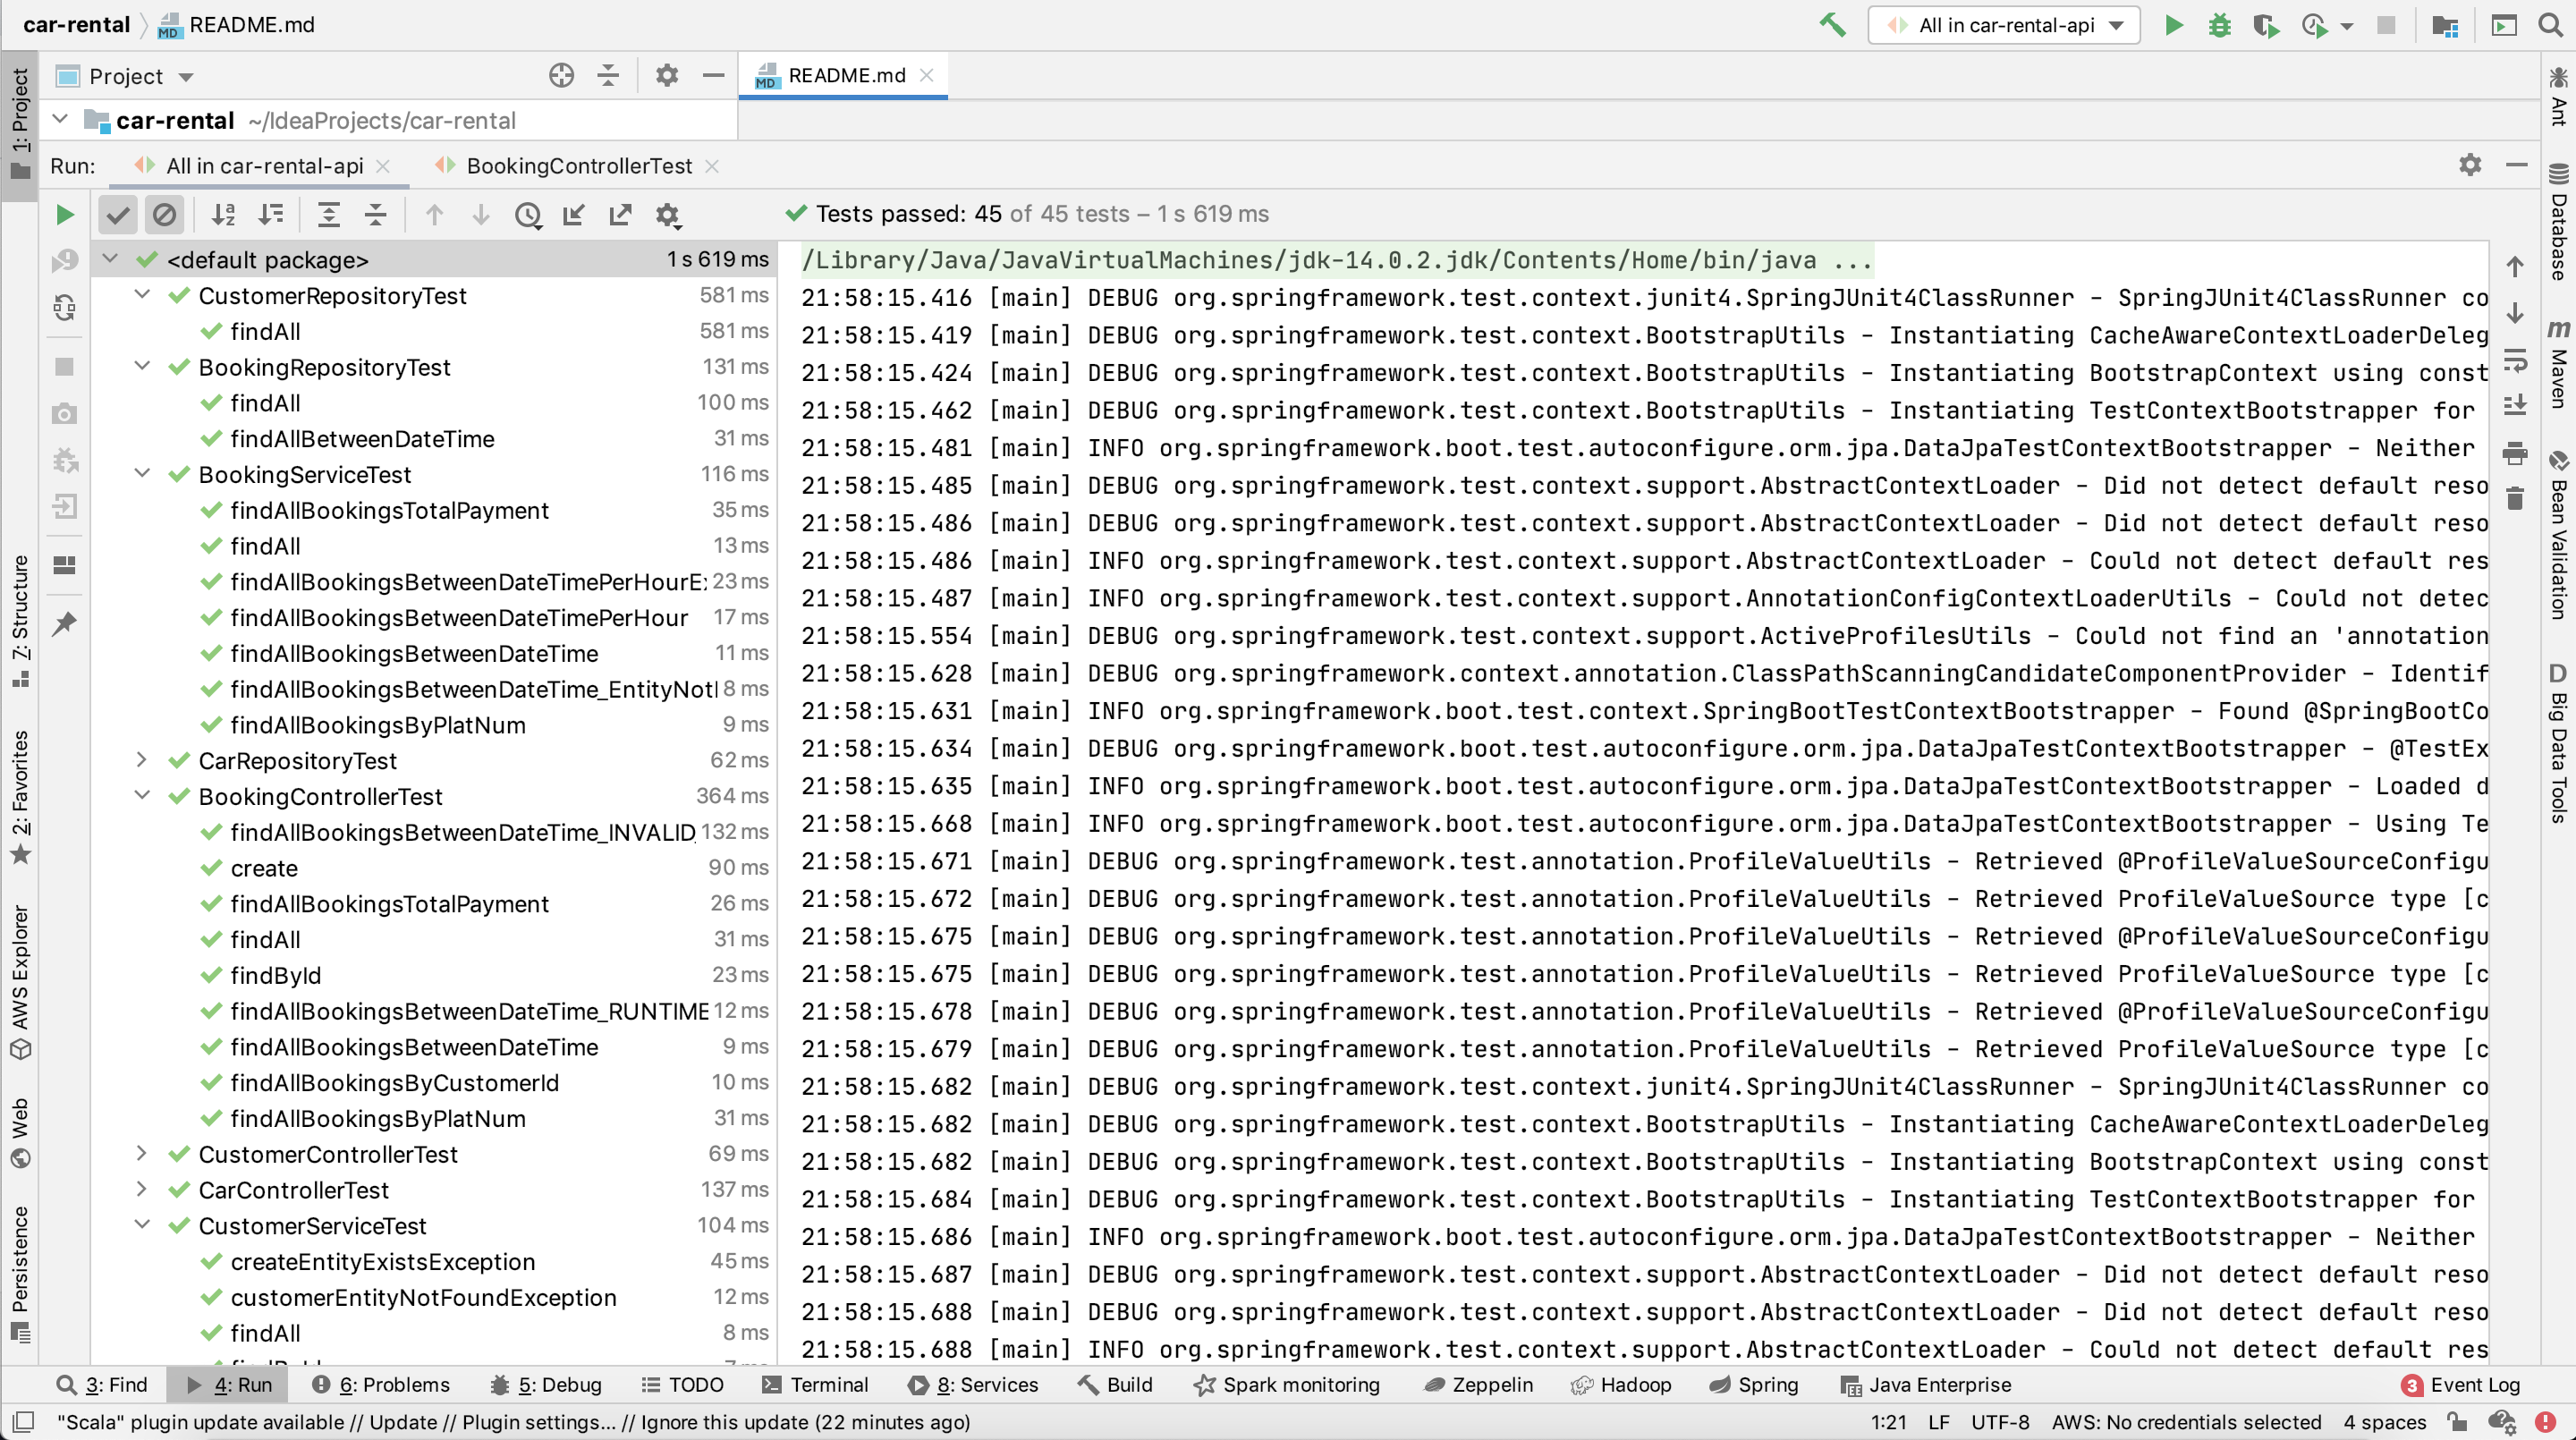 car-rental README.md
All in car-rental-api
Project
README.md
car-rental ~/IdeaProjects/car-rental
Run: All in car-rental-api BookingControllerTest
Tests passed: 45 of 45 tests – 1 s 619 ms
<default package> 1 s 619 ms
CustomerRepositoryTest 581 ms
findAll 581 ms
BookingRepositoryTest 131 ms
findAll 100 ms
findAllBetweenDateTime 31 ms
BookingServiceTest 116 ms
findAllBookingsTotalPayment 35 ms
findAll 13 ms
findAllBookingsBetweenDateTimePerHourE 23 ms
findAllBookingsBetweenDateTimePerHour 17 ms
findAllBookingsBetweenDateTime 11 ms
findAllBookingsBetweenDateTime_EntityNot 8 ms
findAllBookingsByPlatNum 9 ms
CarRepositoryTest 62 ms
BookingControllerTest 364 ms
findAllBookingsBetweenDateTime_INVALID_ 132 ms
create 90 ms
findAllBookingsTotalPayment 26 ms
findAll 31 ms
findById 23 ms
findAllBookingsBetweenDateTime_RUNTIME 12 ms
findAllBookingsBetweenDateTime 9 ms
findAllBookingsByCustomerId 10 ms
findAllBookingsByPlatNum 31 ms
CustomerControllerTest 69 ms
CarControllerTest 137 ms
CustomerServiceTest 104 ms
createEntityExistsException 45 ms
customerEntityNotFoundException 12 ms
findAll 8 ms
/Library/Java/JavaVirtualMachines/jdk-14.0.2.jdk/Contents/Home/bin/java ...
21:58:15.416 [main] DEBUG org.springframework.test.context.junit4.SpringJUnit4ClassRunner - SpringJUnit4ClassRunner co
21:58:15.419 [main] DEBUG org.springframework.test.context.BootstrapUtils - Instantiating CacheAwareContextLoaderDeleg
21:58:15.424 [main] DEBUG org.springframework.test.context.BootstrapUtils - Instantiating BootstrapContext using const
21:58:15.462 [main] DEBUG org.springframework.test.context.BootstrapUtils - Instantiating TestContextBootstrapper for
21:58:15.481 [main] INFO org.springframework.boot.test.autoconfigure.orm.jpa.DataJpaTestContextBootstrapper - Neither
21:58:15.485 [main] DEBUG org.springframework.test.context.support.AbstractContextLoader - Did not detect default reso
21:58:15.486 [main] DEBUG org.springframework.test.context.support.AbstractContextLoader - Did not detect default reso
21:58:15.486 [main] INFO org.springframework.test.context.support.AbstractContextLoader - Could not detect default res
21:58:15.487 [main] INFO org.springframework.test.context.support.AnnotationConfigContextLoaderUtils - Could not detec
21:58:15.554 [main] DEBUG org.springframework.test.context.support.ActiveProfilesUtils - Could not find an 'annotation
21:58:15.628 [main] DEBUG org.springframework.context.annotation.ClassPathScanningCandidateComponentProvider - Identif
21:58:15.631 [main] INFO org.springframework.boot.test.context.SpringBootTestContextBootstrapper - Found @SpringBootCo
21:58:15.634 [main] DEBUG org.springframework.boot.test.autoconfigure.orm.jpa.DataJpaTestContextBootstrapper - @TestEx
21:58:15.635 [main] INFO org.springframework.boot.test.autoconfigure.orm.jpa.DataJpaTestContextBootstrapper - Loaded d
21:58:15.668 [main] INFO org.springframework.boot.test.autoconfigure.orm.jpa.DataJpaTestContextBootstrapper - Using Te
21:58:15.671 [main] DEBUG org.springframework.test.annotation.ProfileValueUtils - Retrieved @ProfileValueSourceConfigu
21:58:15.672 [main] DEBUG org.springframework.test.annotation.ProfileValueUtils - Retrieved ProfileValueSource type [c
21:58:15.675 [main] DEBUG org.springframework.test.annotation.ProfileValueUtils - Retrieved @ProfileValueSourceConfigu
21:58:15.675 [main] DEBUG org.springframework.test.annotation.ProfileValueUtils - Retrieved ProfileValueSource type [c
21:58:15.678 [main] DEBUG org.springframework.test.annotation.ProfileValueUtils - Retrieved @ProfileValueSourceConfigu
21:58:15.679 [main] DEBUG org.springframework.test.annotation.ProfileValueUtils - Retrieved ProfileValueSource type [c
21:58:15.682 [main] DEBUG org.springframework.test.context.junit4.SpringJUnit4ClassRunner - SpringJUnit4ClassRunner co
21:58:15.682 [main] DEBUG org.springframework.test.context.BootstrapUtils - Instantiating CacheAwareContextLoaderDeleg
21:58:15.682 [main] DEBUG org.springframework.test.context.BootstrapUtils - Instantiating BootstrapContext using const
21:58:15.684 [main] DEBUG org.springframework.test.context.BootstrapUtils - Instantiating TestContextBootstrapper for
21:58:15.686 [main] INFO org.springframework.boot.test.autoconfigure.orm.jpa.DataJpaTestContextBootstrapper - Neither
21:58:15.687 [main] DEBUG org.springframework.test.context.support.AbstractContextLoader - Did not detect default reso
21:58:15.688 [main] DEBUG org.springframework.test.context.support.AbstractContextLoader - Did not detect default reso
21:58:15.688 [main] INFO org.springframework.test.context.support.AbstractContextLoader - Could not detect default res
1: Project
7: Structure
2: Favorites
AWS Explorer
Web
Persistence
Ant
Database
m Maven
Bean Validation
D Big Data Tools
3: Find 4: Run 6: Problems 5: Debug TODO Terminal 8: Services Build Spark monitoring Zeppelin Hadoop Spring Java Enterprise 3 Event Log
"Scala" plugin update available // Update // Plugin settings... // Ignore this update (22 minutes ago) 1:21 LF UTF-8 AWS: No credentials selected 4 spaces